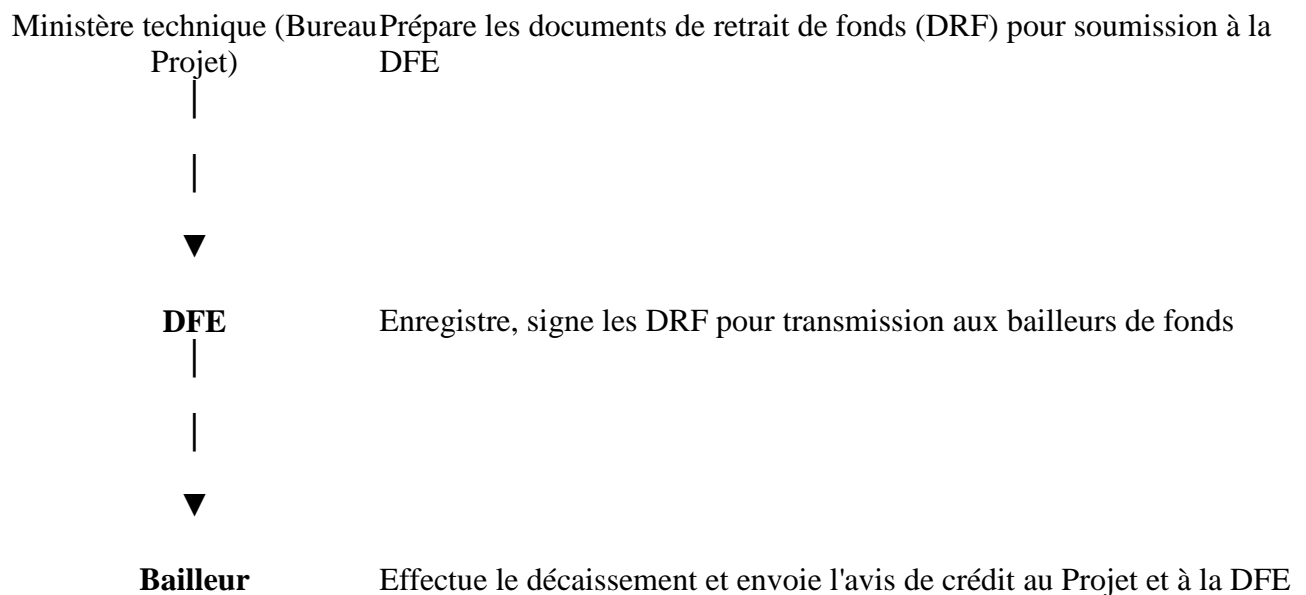 Ministère technique (Bureau Projet)
Prépare les documents de retrait de fonds (DRF) pour soumission à la
DFE
DFE
Enregistre, signe les DRF pour transmission aux bailleurs de fonds
Bailleur
Effectue le décaissement et envoie l'avis de crédit au Projet et à la DFE